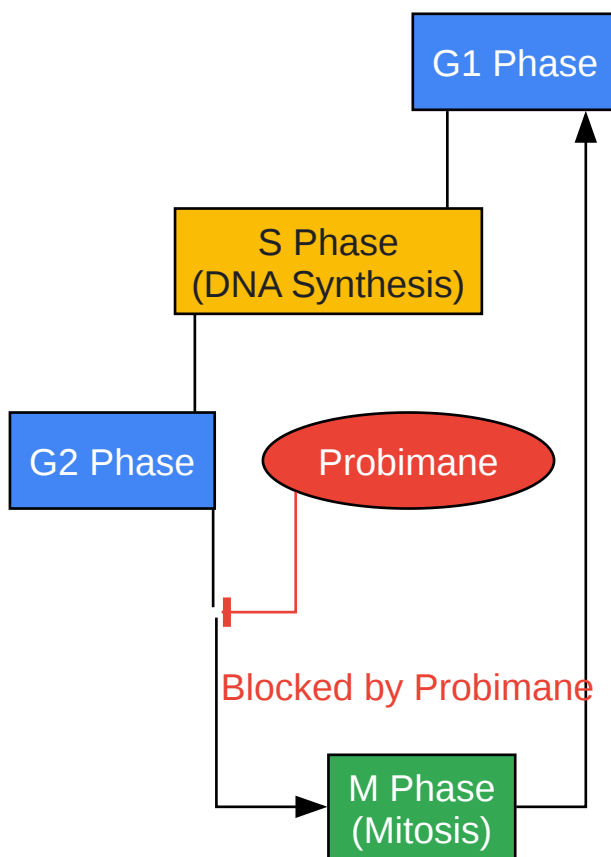 G1 Phase
S Phase
(DNA Synthesis)
G2 Phase
Probimane
Blocked by Probimane
M Phase
(Mitosis)